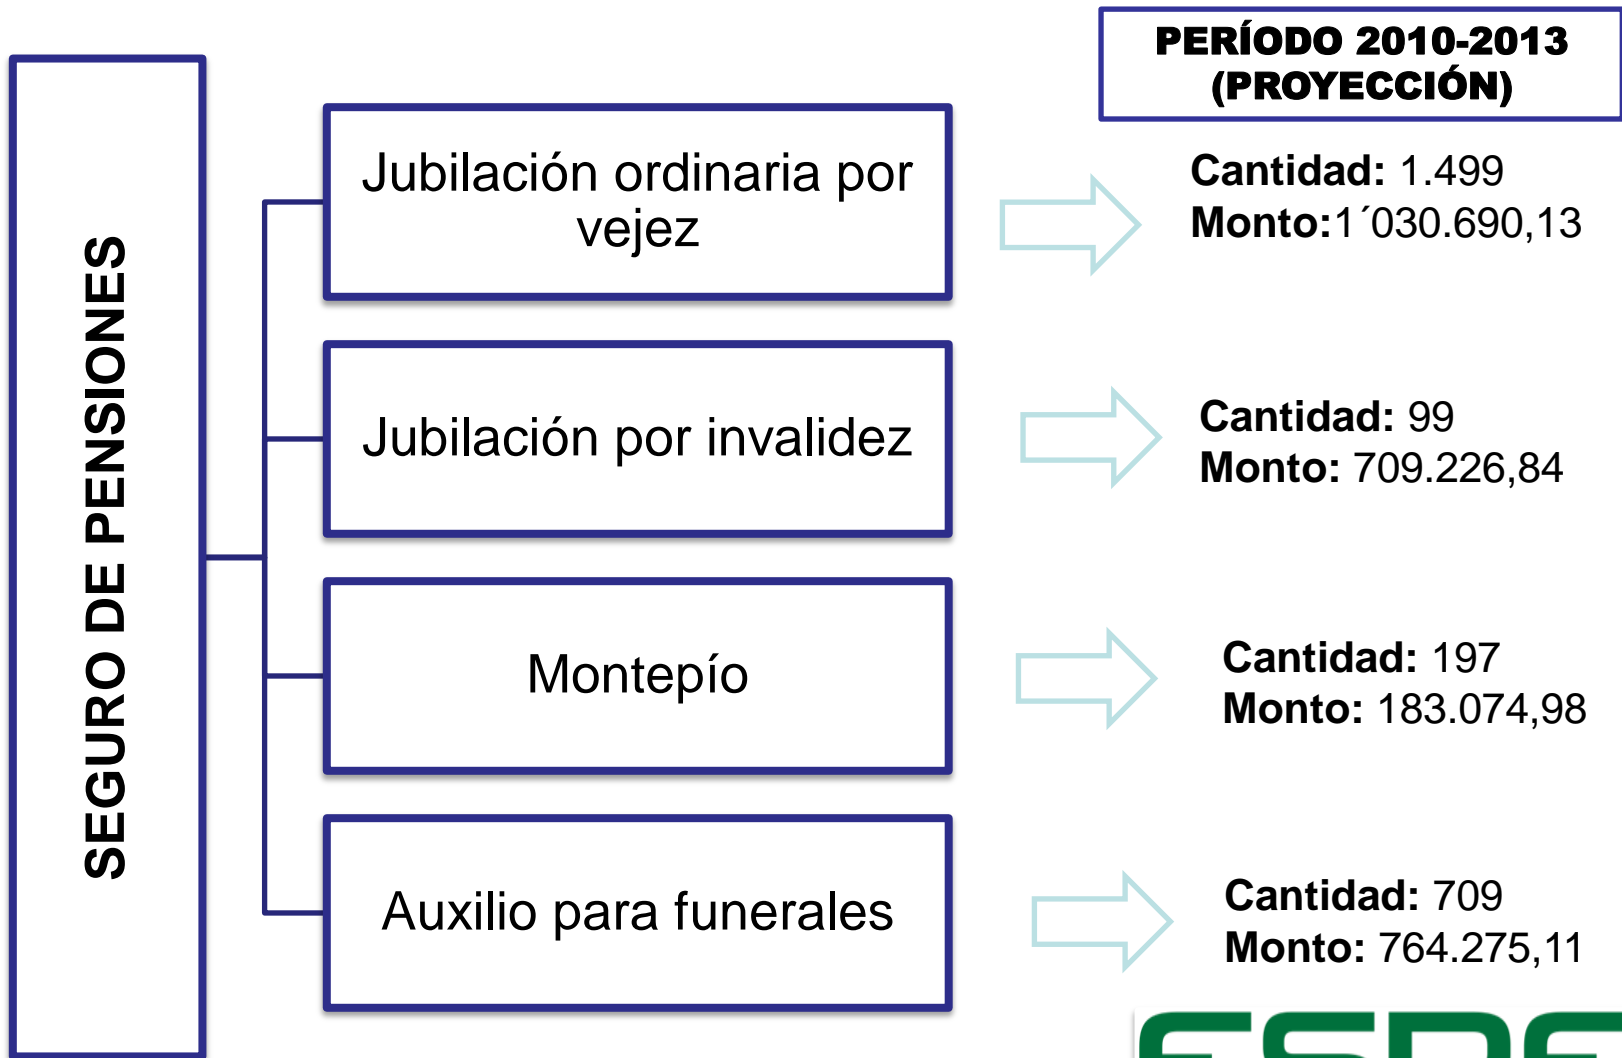 PERÍODO 2010-2013
(PROYECCIÓN)
SEGURO DE PENSIONES
Jubilación ordinaria por
vejez
Cantidad: 1.499
Monto:1´030.690,13
Jubilación por invalidez
Cantidad: 99
Monto: 709.226,84
Montepío
Cantidad: 197
Monto: 183.074,98
Auxilio para funerales
Cantidad: 709
Monto: 764.275,11